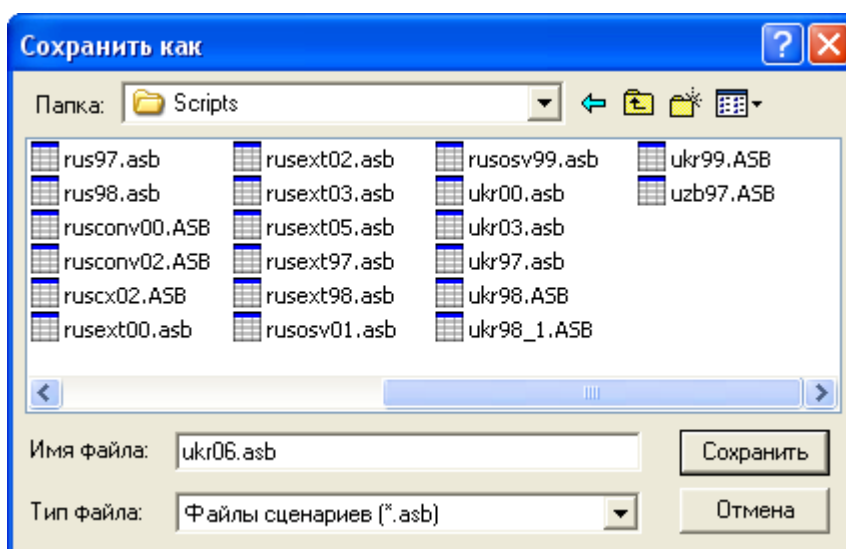 Сохранить как
Папка: Scripts
rus97.asb rusext02.asb rusosv99.asb ukr99.ASB
rus98.asb rusext03.asb ukr00.asb uzb97.ASB
rusconv00.ASB rusext05.asb ukr03.asb
rusconv02.ASB rusext97.asb ukr97.asb
ruscx02.ASB rusext98.asb ukr98.ASB
rusext00.asb rusosv01.asb ukr98_1.ASB
Имя файла: ukr06.asb Сохранить
Тип файла: Файлы сценариев (*.asb) Отмена